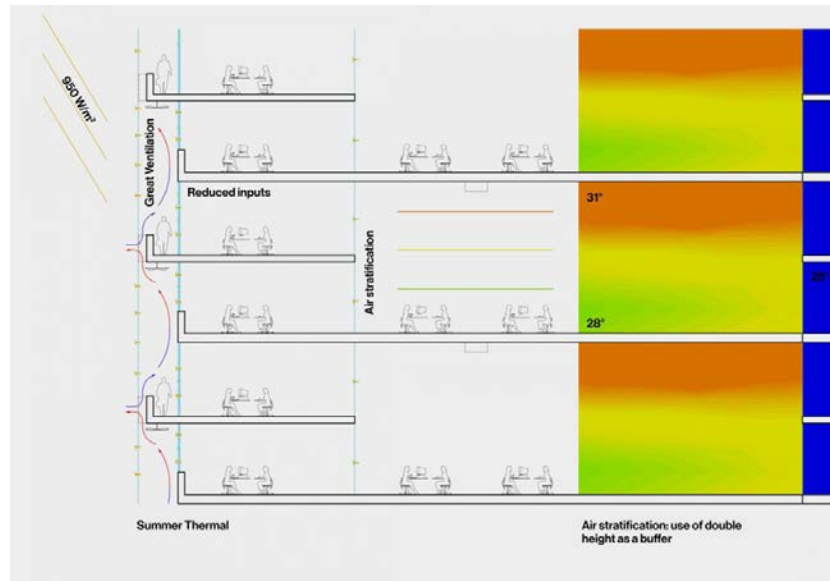 950 W/m²
Great Ventilation
Reduced inputs
Air stratification
31°
28°
26°
Summer Thermal
Air stratification: use of double
height as a buffer